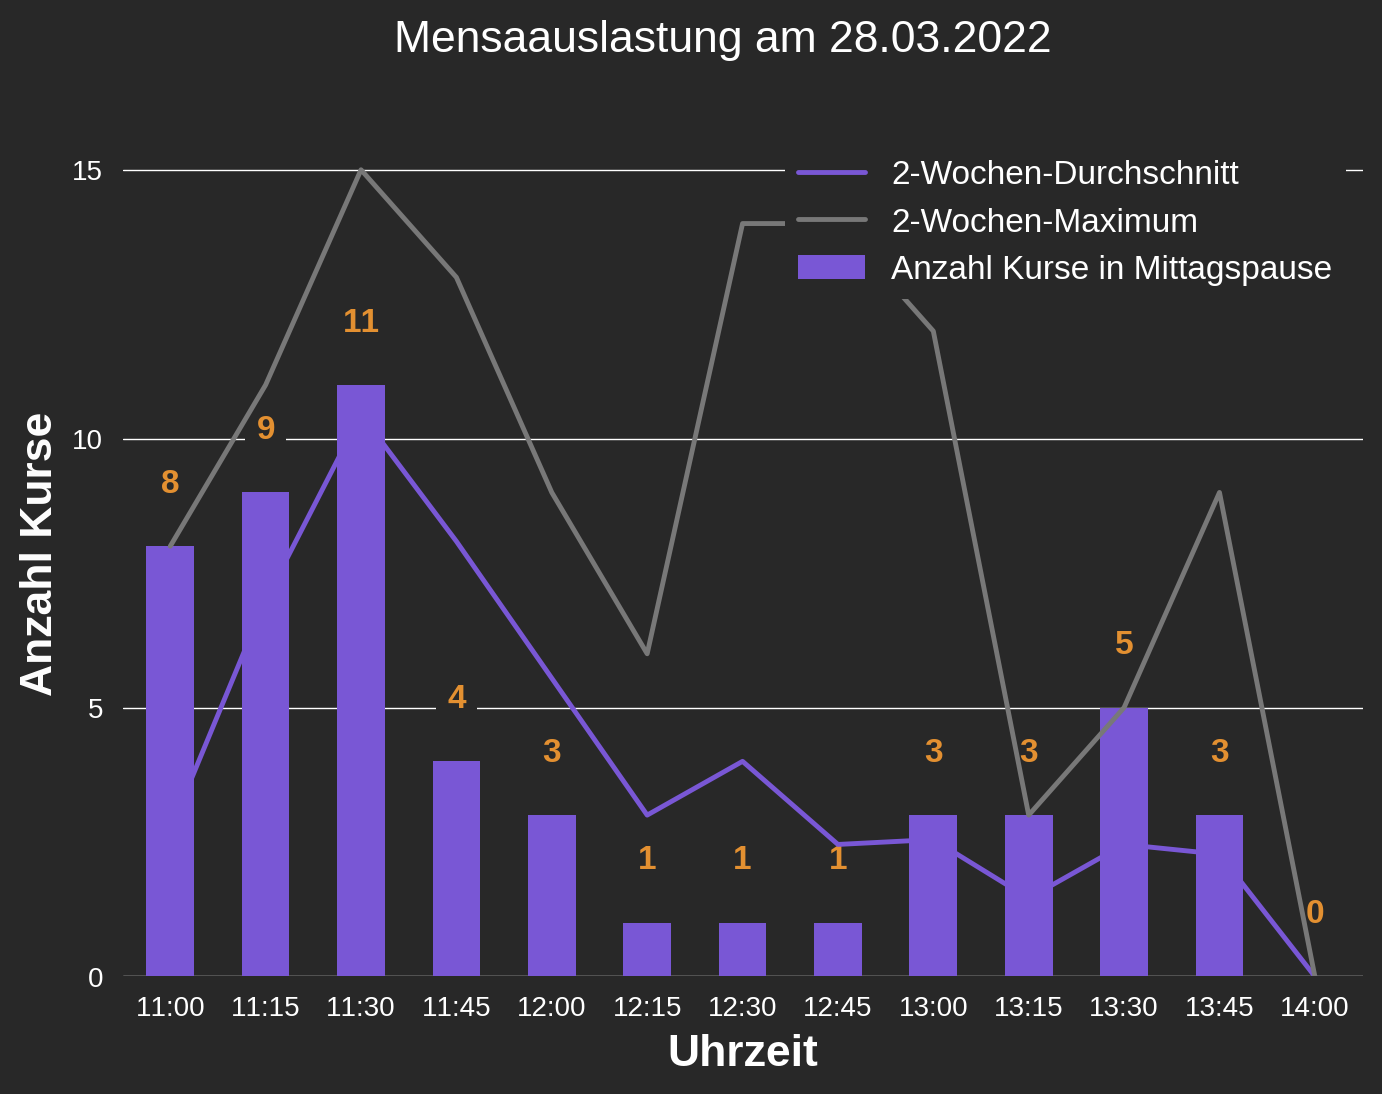 Mensaauslastung am 28.03.2022
2-Wochen-Durchschnitt
2-Wochen-Maximum
Anzahl Kurse in Mittagspause
Anzahl Kurse
15
10
5
0
8
9
11
4
3
1
1
1
3
3
5
3
0
11:00 11:15 11:30 11:45 12:00 12:15 12:30 12:45 13:00 13:15 13:30 13:45 14:00
Uhrzeit